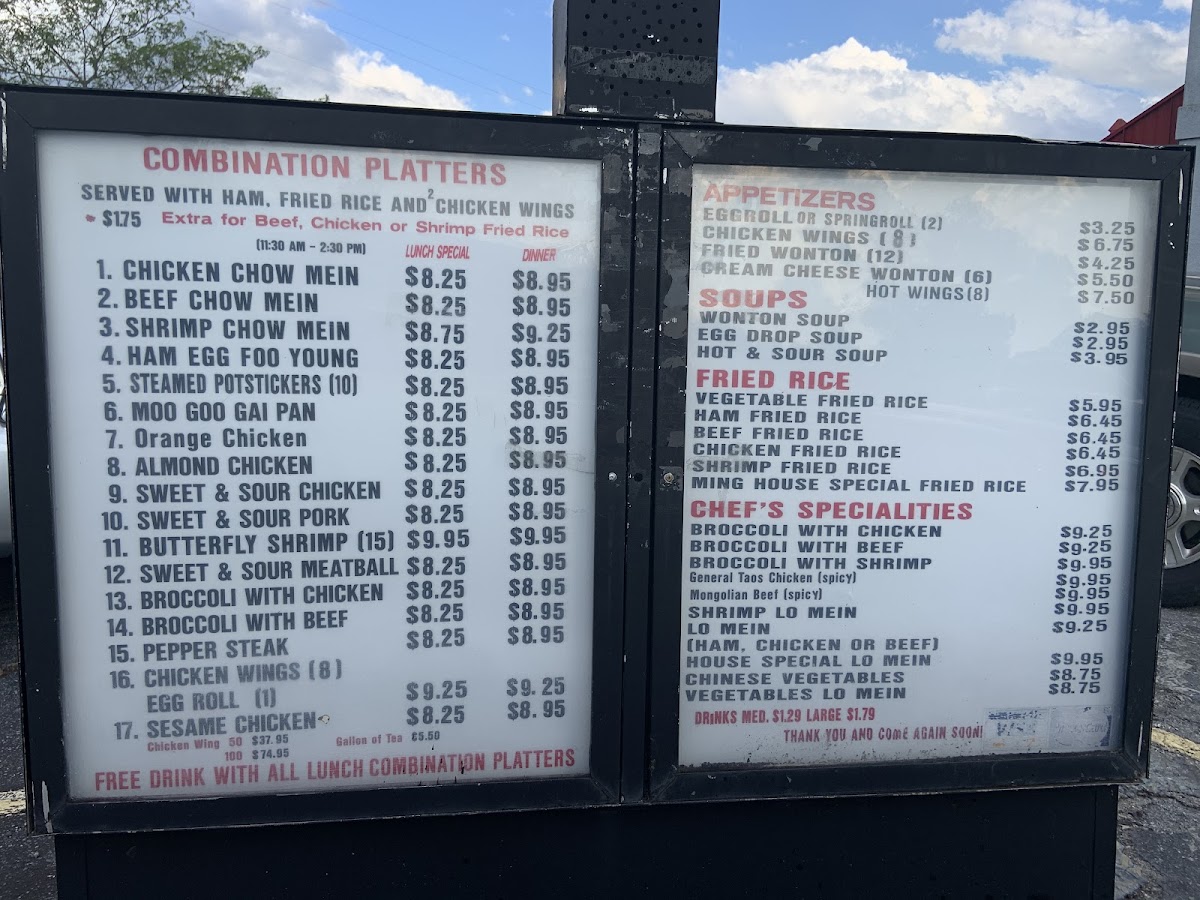 COMBINATION PLATTERS
SERVED WITH HAM, FRIED RICE AND 2 CHICKEN WINGS
* $1.75 Extra for Beef, Chicken or Shrimp Fried Rice
(11:30 AM - 2:30 PM) LUNCH SPECIAL DINNER
1. CHICKEN CHOW MEIN $8.25 $8.95
2. BEEF CHOW MEIN $8.25 $8.95
3. SHRIMP CHOW MEIN $8.75 $9.25
4. HAM EGG FOO YOUNG $8.25 $8.95
5. STEAMED POTSTICKERS (10) $8.25 $8.95
6. MOO GOO GAI PAN $8.25 $8.95
7. Orange Chicken $8.25 $8.95
8. ALMOND CHICKEN $8.25 $8.95
9. SWEET & SOUR CHICKEN $8.25 $8.95
10. SWEET & SOUR PORK $8.25 $8.95
11. BUTTERFLY SHRIMP (15) $9.95 $9.95
12. SWEET & SOUR MEATBALL $8.25 $8.95
13. BROCCOLI WITH CHICKEN $8.25 $8.95
14. BROCCOLI WITH BEEF $8.25 $8.95
15. PEPPER STEAK $8.25 $8.95
16. CHICKEN WINGS (8)
EGG ROLL (1) $9.25 $9.25
17. SESAME CHICKEN $8.25 $8.95
Chicken Wing 50 $37.95 Gallon of Tea $5.50
100 $74.95
FREE DRINK WITH ALL LUNCH COMBINATION PLATTERS
APPETIZERS
EGGROLL OR SPRINGROLL (2) $3.25
CHICKEN WINGS (8) $6.75
FRIED WONTON (12) $4.25
CREAM CHEESE WONTON (6) $5.50
HOT WINGS (8) $7.50
SOUPS
WONTON SOUP $2.95
EGG DROP SOUP $2.95
HOT & SOUR SOUP $3.95
FRIED RICE
VEGETABLE FRIED RICE $5.95
HAM FRIED RICE $6.45
BEEF FRIED RICE $6.45
CHICKEN FRIED RICE $6.45
SHRIMP FRIED RICE $6.95
MING HOUSE SPECIAL FRIED RICE $7.95
CHEF'S SPECIALITIES
BROCCOLI WITH CHICKEN $9.25
BROCCOLI WITH BEEF $9.25
BROCCOLI WITH SHRIMP $9.95
General Taos Chicken (spicy) $9.95
Mongolian Beef (spicy) $9.95
SHRIMP LO MEIN $9.95
LO MEIN $9.25
(HAM, CHICKEN OR BEEF)
HOUSE SPECIAL LO MEIN $9.95
CHINESE VEGETABLES $8.75
VEGETABLES LO MEIN $8.75
DRINKS MED. $1.29 LARGE $1.79
THANK YOU AND COME AGAIN SOON!